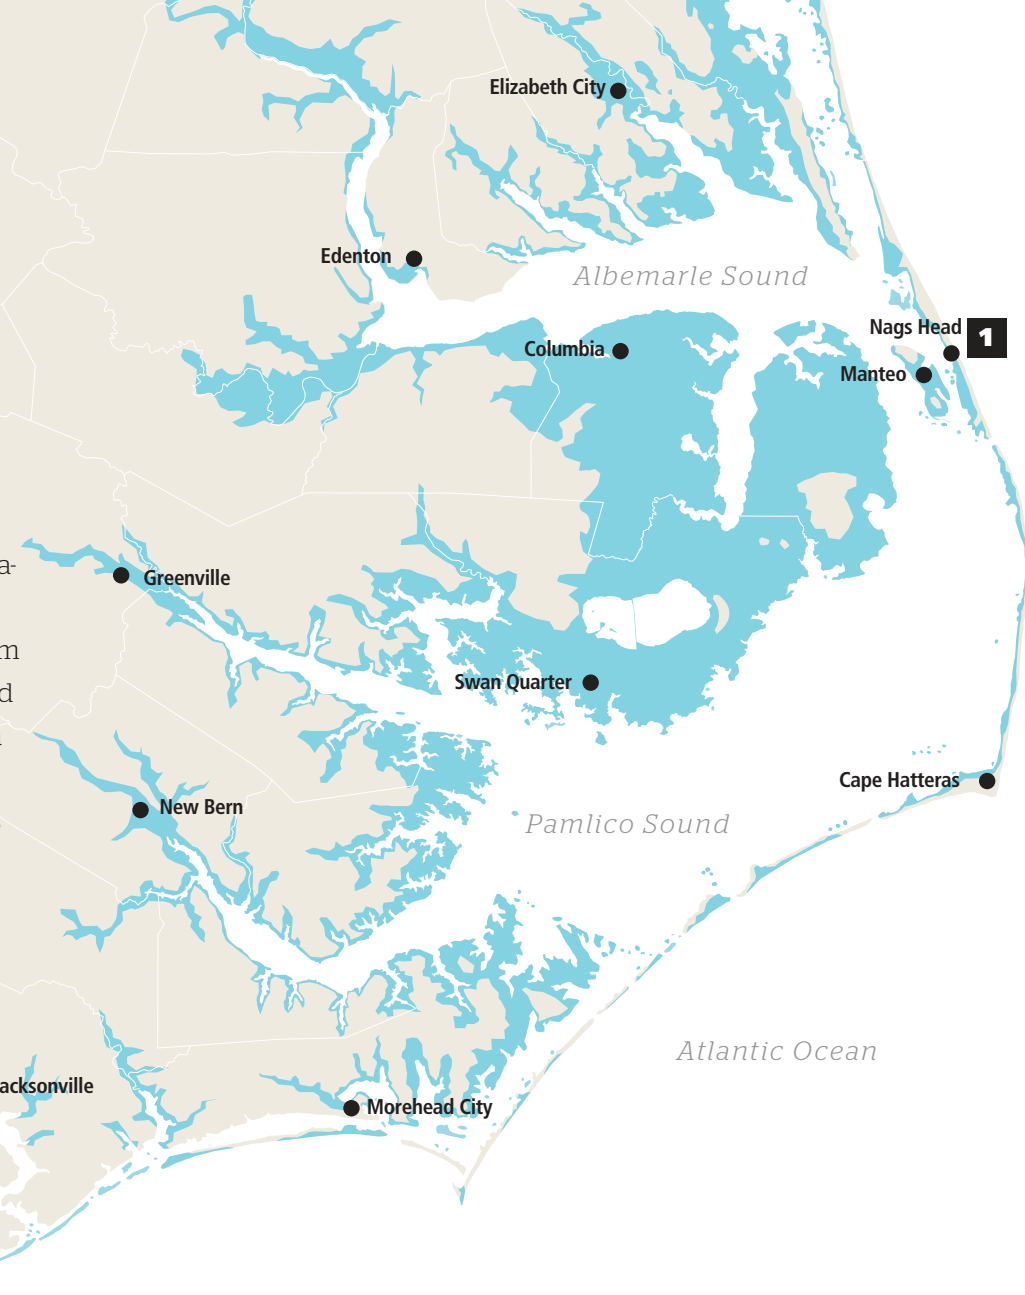 Elizabeth City
Edenton
Albemarle Sound
Nags Head
1
Columbia
Manteo
a-
Greenville
m
d
Swan Quarter
Cape Hatteras
New Bern
Pamlico Sound
Atlantic Ocean
acksonville
Morehead City